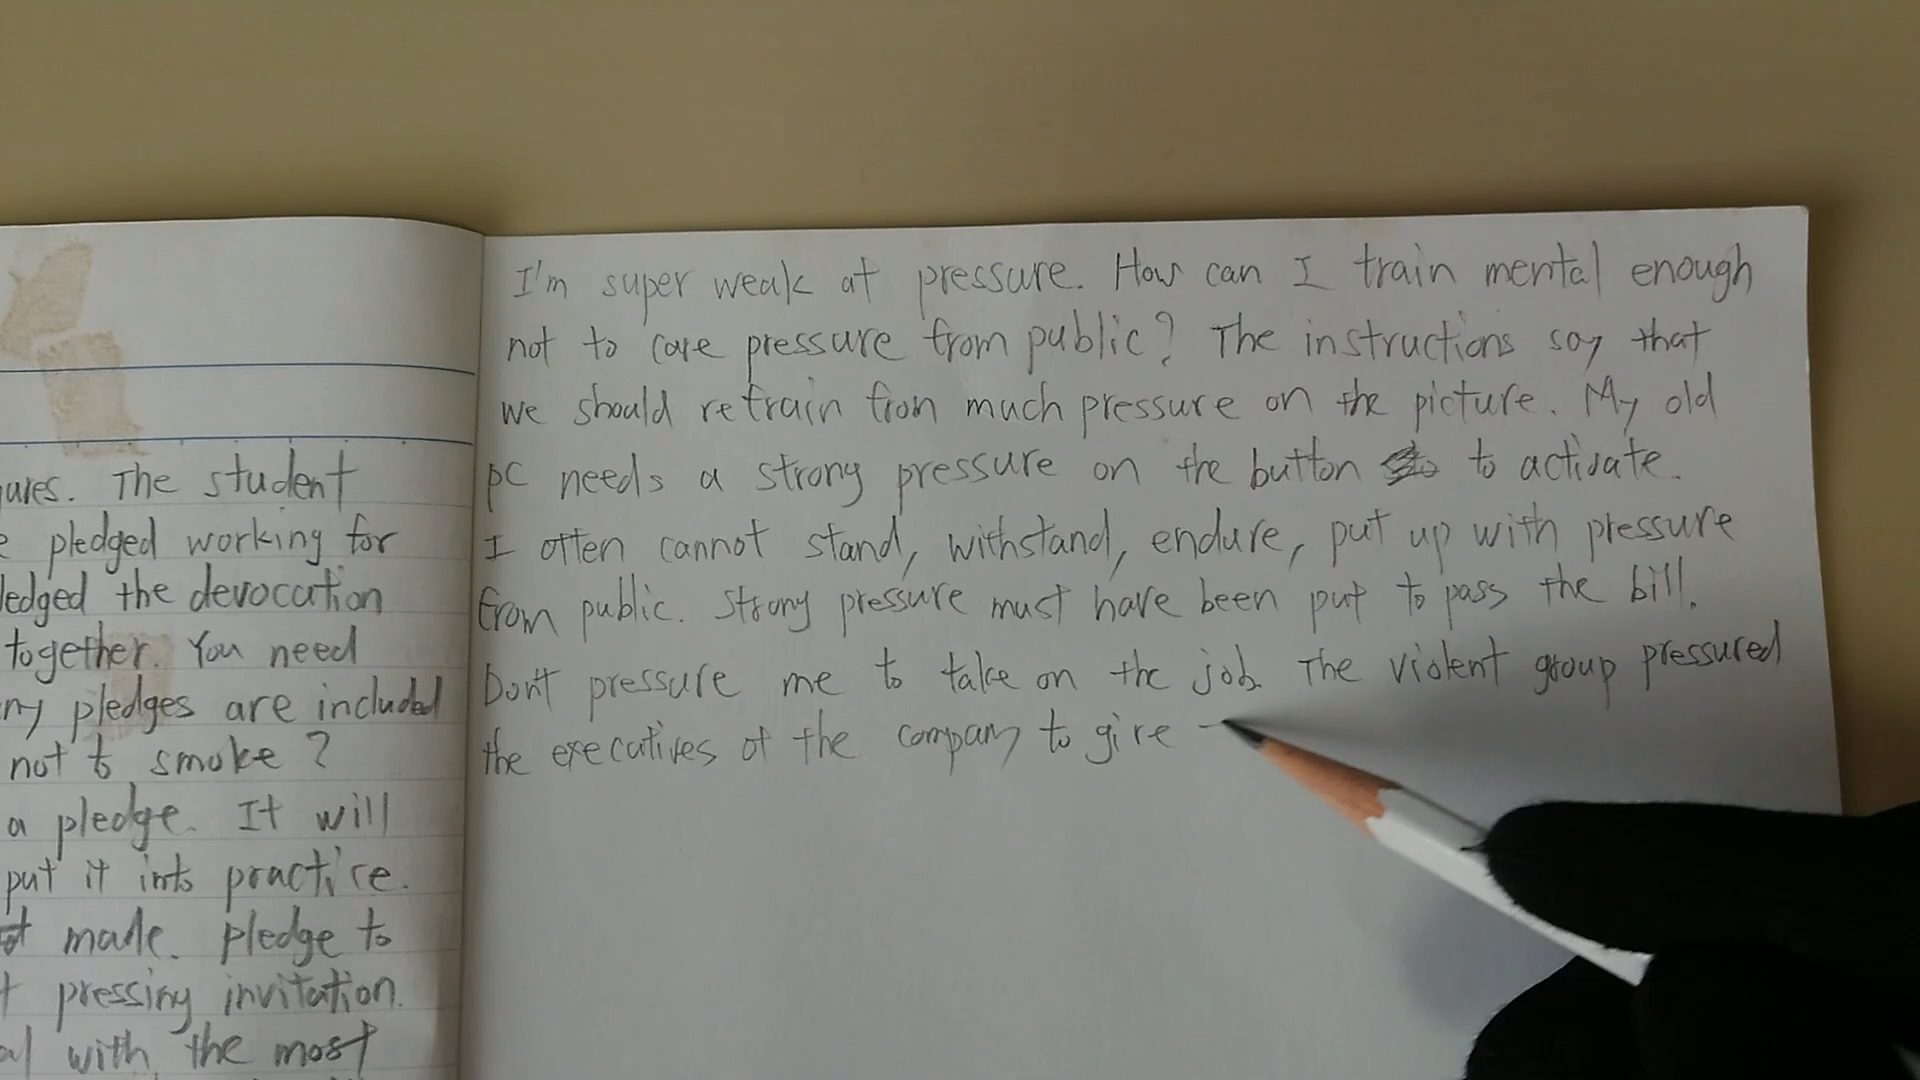 ures. The student
pledged working for
ledged the devocation
together. You need
my pledges are included
not to smoke?
a pledge. It will
put it into practice.
made. pledge to
pressing invitation.
with the most
I'm super weak at pressure. How can I train mental enough
not to care pressure from public? The instructions say that
we should refrain from much pressure on the picture. My old
pc needs a strong pressure on the button to activate.
I often cannot stand, withstand, endure, put up with pressure
from public. Strong pressure must have been put to pass the bill.
Don't pressure me to take on the job. The violent group pressured
the executives of the company to give